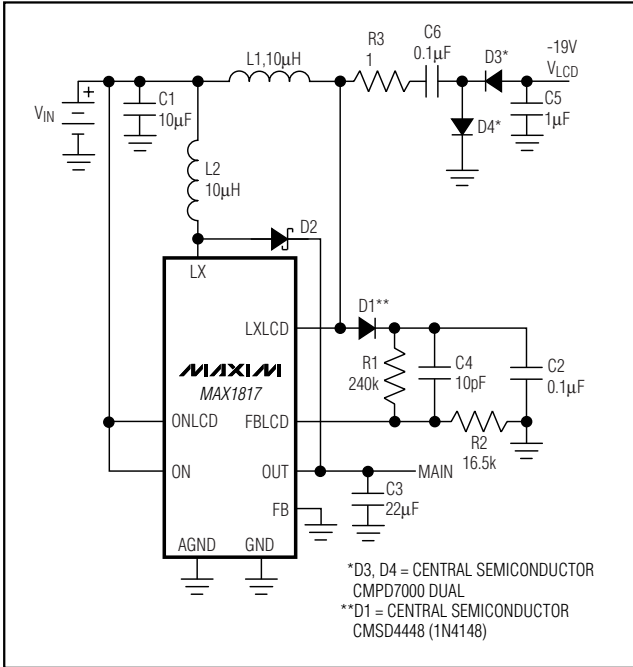 L1,10µH
R3
1
C6
0.1µF
D3*
-19V
VLCD
VIN
+
C1
10µF
D4*
C5
1µF
L2
10µH
D2
LX
LXLCD
D1**
MAXIM
MAX1817
R1
240k
C4
10pF
C2
0.1µF
ONLCD
FBLCD
R2
16.5k
ON
OUT
MAIN
FB
C3
22µF
AGND
GND
*D3, D4 = CENTRAL SEMICONDUCTOR
CMPD7000 DUAL
**D1 = CENTRAL SEMICONDUCTOR
CMSD4448 (1N4148)